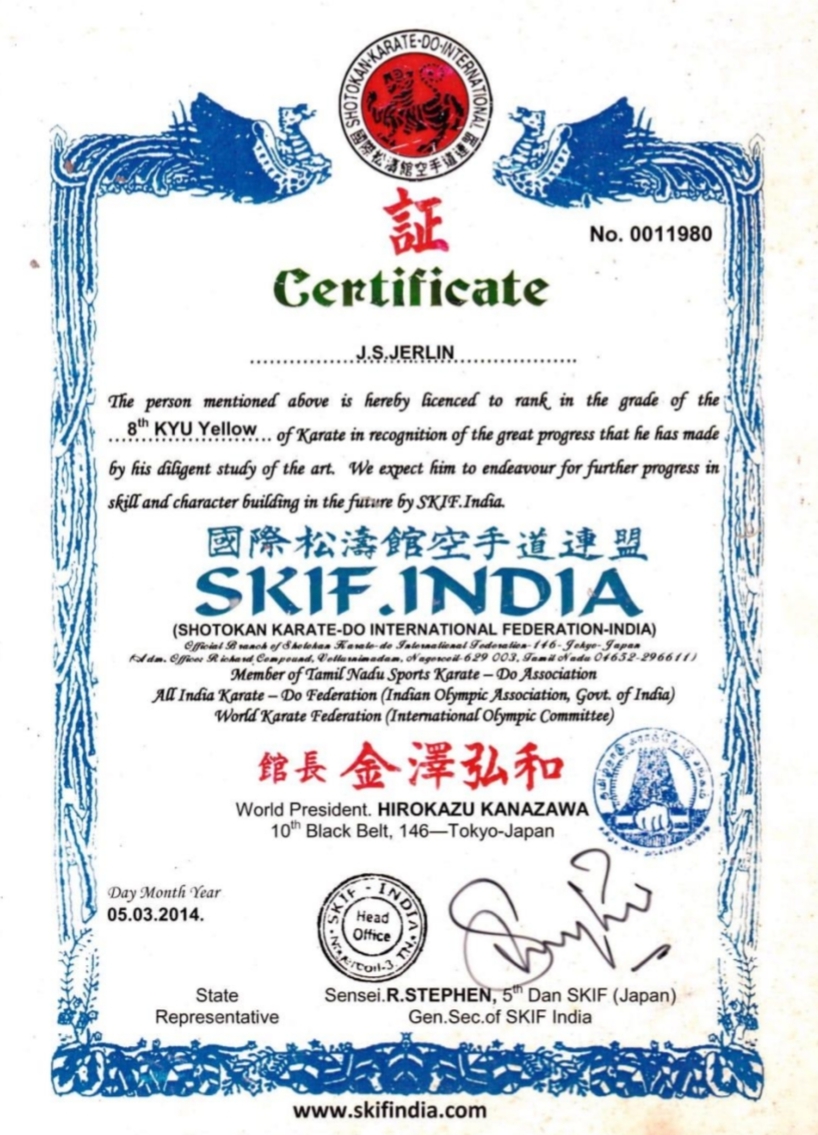 SHOTOKAN-KARATE-DO-INTERNATIONAL
國際松濤館空手道連盟
証
No. 0011980
Certificate
J.S.JERLIN
The person mentioned above is hereby licenced to rank in the grade of the
8th KYU Yellow of Karate in recognition of the great progress that he has made
by his diligent study of the art. We expect him to endeavour for further progress in
skill and character building in the future by SKIF.India.
國際松濤館空手道連盟
SKIF.INDIA
(SHOTOKAN KARATE-DO INTERNATIONAL FEDERATION-INDIA)
Official Branch of Shotokan Karate-do International Federation-146-Tokyo-Japan
(Adm. Office: Richard Compound, Vetturnimadam, Nagercoil-629 003, Tamil Nadu 04652-296611)
Member of Tamil Nadu Sports Karate – Do Association
All India Karate – Do Federation (Indian Olympic Association, Govt. of India)
World Karate Federation (International Olympic Committee)
館長 金澤弘和
World President. HIROKAZU KANAZAWA
10th Black Belt, 146—Tokyo-Japan
Day Month Year
05.03.2014.
SKIF - INDIA
Head
Office
State
Representative
Sensei.R.STEPHEN, 5th Dan SKIF (Japan)
Gen.Sec.of SKIF India
www.skifindia.com